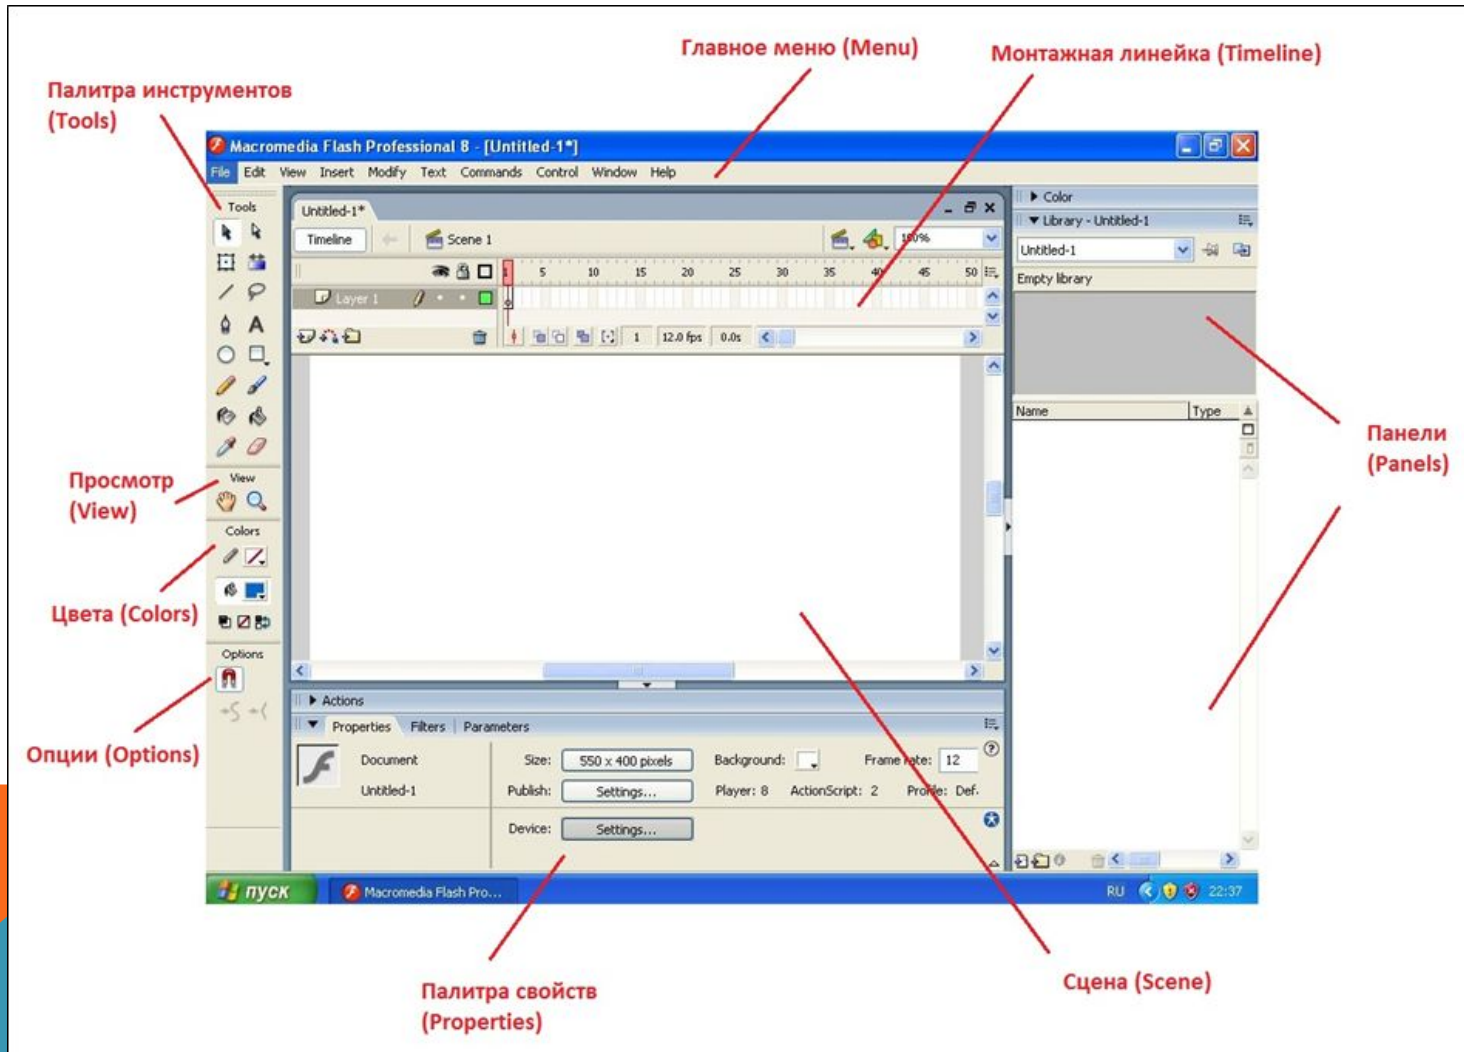 Главное меню (Menu)
Монтажная линейка (Timeline)
Палитра инструментов
(Tools)
Macromedia Flash Professional 8 - [Untitled-1*]
File Edit View Insert Modify Text Commands Control Window Help
Tools
Untitled-1*
Color
Library - Untitled-1
Timeline
Scene 1
100%
Untitled-1
Empty library
1 5 10 15 20 25 30 35 40 45 50
Layer 1
1 12.0 fps 0.0s
Name Type
Панели
(Panels)
Просмотр
(View)
View
Colors
Цвета (Colors)
Options
Опции (Options)
Actions
Properties Filters Parameters
Document
Size: 550 x 400 pixels
Background:
Frame rate: 12
Untitled-1
Publish: Settings...
Player: 8 ActionScript: 2 Profile: Def
Device: Settings...
пуск
Macromedia Flash Pro...
RU
22:37
Сцена (Scene)
Палитра свойств
(Properties)